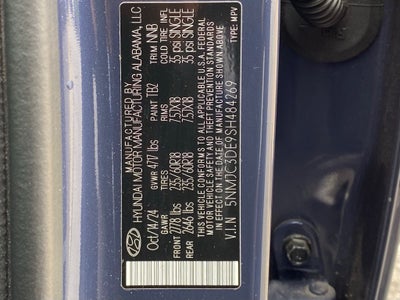 MANUFACTURED BY
HYUNDAI MOTOR MANUFACTURING ALABAMA, LLC
Oct/14/24 GVWR 4717 lbs PAINT TB2 TRIM NNB
GAWR TIRES RIMS COLD TIRE INFL
FRONT 2778 lbs 235/60R18 7.5JX18 35 psi SINGLE
REAR 2646 lbs 235/60R18 7.5JX18 35 psi SINGLE
THIS VEHICLE CONFORMS TO ALL APPLICABLE U.S.A. FEDERAL
MOTOR VEHICLE SAFETY, BUMPER, AND THEFT PREVENTION STANDARDS
IN EFFECT ON THE DATE OF MANUFACTURE SHOWN ABOVE.
V.I.N 5NMJC3DE9SH484269 TYPE MPV